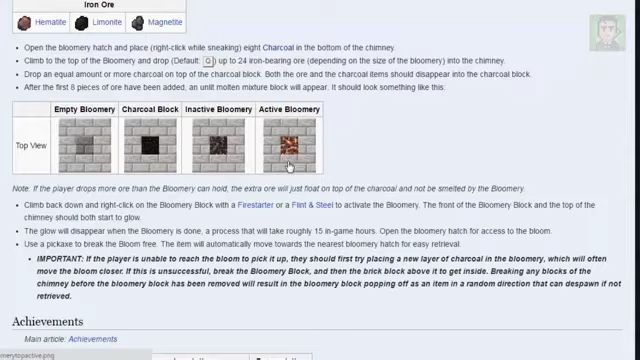 Iron Ore
Hematite Limonite Magnetite
Open the bloomery hatch and place (right-click while sneaking) eight Charcoal in the bottom of the chimney.
Climb to the top of the Bloomery and drop (Default: Q) up to 24 iron-bearing ore (depending on the size of the bloomery) into the chimney.
Drop an equal amount or more charcoal on top of the charcoal block. Both the ore and the charcoal items should disappear into the charcoal block.
After the first 8 pieces of ore have been added, an unlit molten mixture block will appear. It should look something like this:
Empty Bloomery Charcoal Block Inactive Bloomery Active Bloomery
Top View
Note: If the player drops more ore than the Bloomery can hold, the extra ore will just float on top of the charcoal and not be smelted by the Bloomery.
Climb back down and right-click on the Bloomery Block with a Firestarter or a Flint & Steel to activate the Bloomery. The front of the Bloomery Block and the top of
the chimney should both start to glow.
The glow will disappear when the Bloomery is done, a process that will take roughly 15 in-game hours. Open the bloomery hatch for access to the bloom.
Use a pickaxe to break the Bloom free. The item will automatically move towards the nearest bloomery hatch for easy retrieval.
IMPORTANT: If the player is unable to reach the bloom to pick it up, they should first try placing a new layer of charcoal in the bloomery, which will often
move the bloom closer. If this is unsuccessful, break the Bloomery Block, and then the brick block above it to get inside. Breaking any blocks of the
chimney before the bloomery block has been removed will result in the bloomery block popping off as an item in a random direction that can despawn if not
retrieved.
Achievements
Main article: Achievements
merytopactive.png